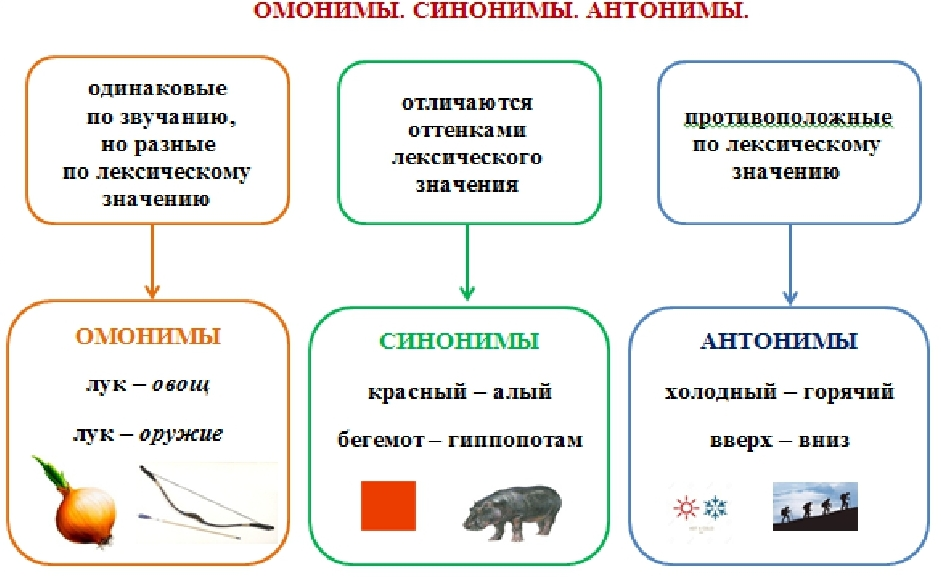 ОМОНИМЫ. СИНОНИМЫ. АНТОНИМЫ.
одинаковые
по звучанию,
но разные
по лексическому
значению
отличаются
оттенками
лексического
значения
противоположные
по лексическому
значению
ОМОНИМЫ
лук – овощ
лук – оружие
СИНОНИМЫ
красный – алый
бегемот – гиппопотам
АНТОНИМЫ
холодный – горячий
вверх – вниз